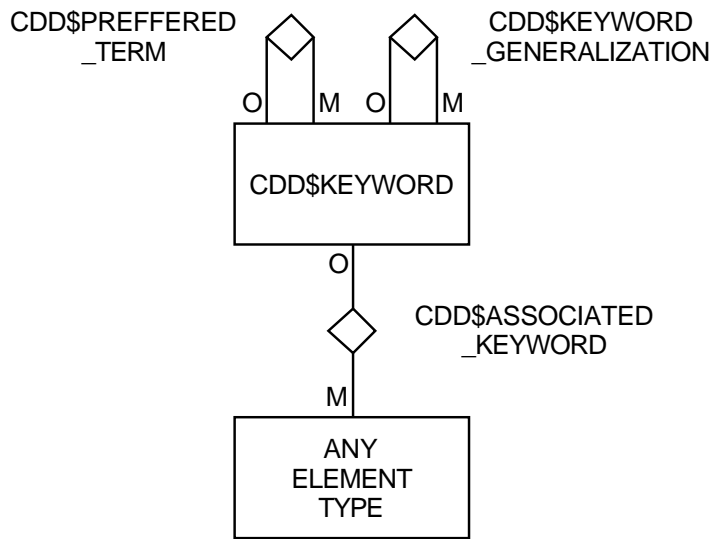 CDD$PREFFERED
_TERM
CDD$KEYWORD
_GENERALIZATION
O M O M
CDD$KEYWORD
O
CDD$ASSOCIATED
_KEYWORD
M
ANY
ELEMENT
TYPE